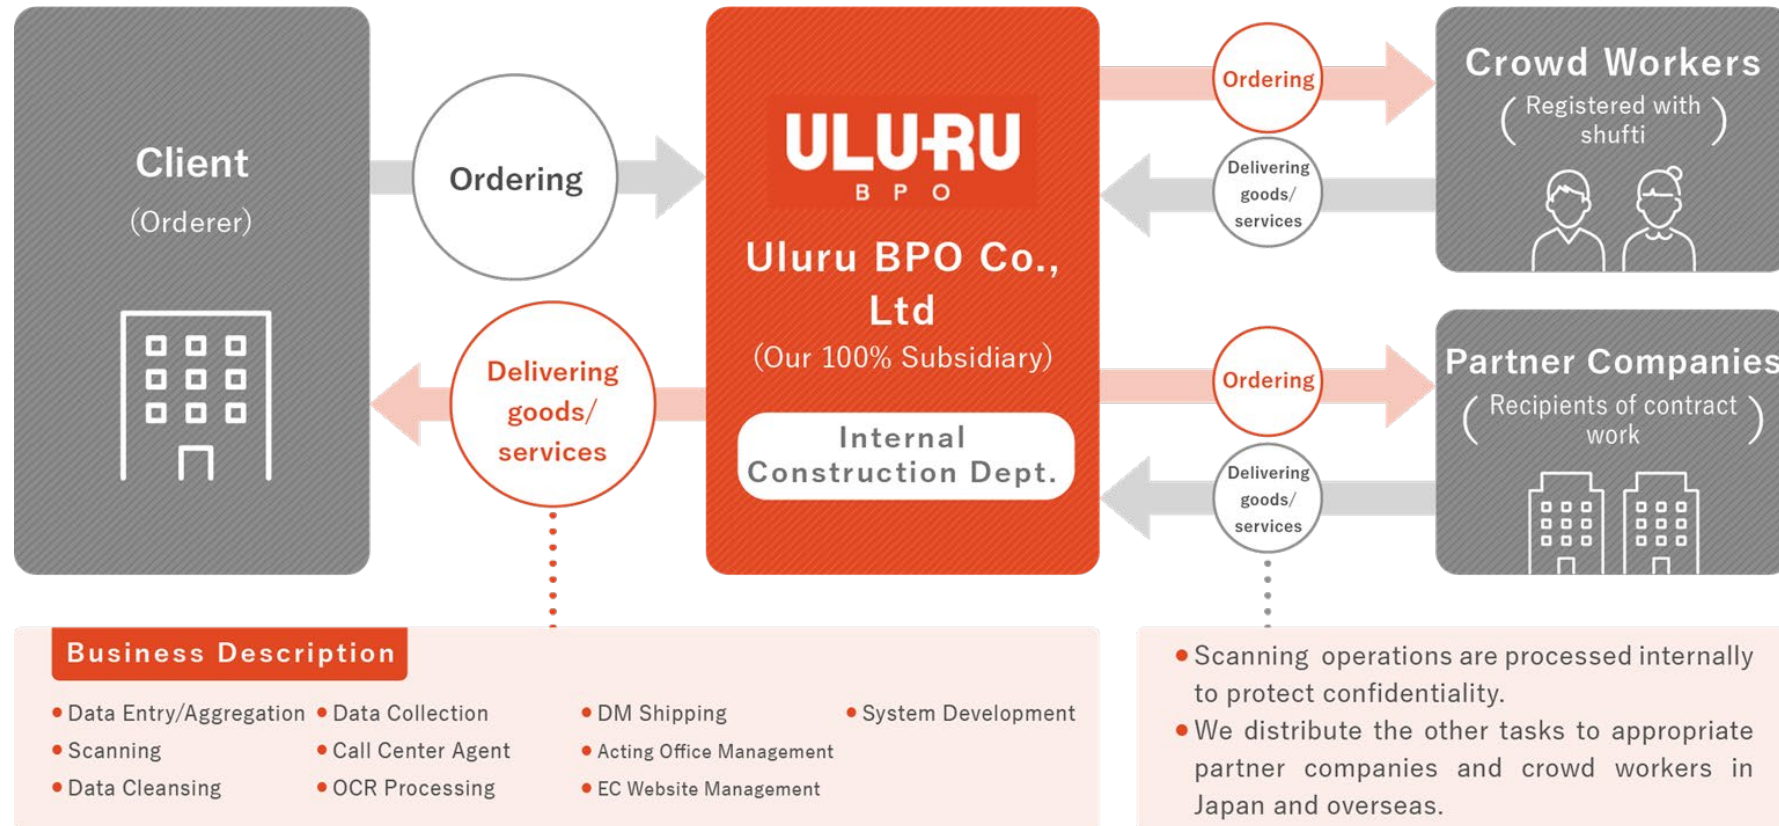 Client
(Orderer)
Ordering
Delivering
goods/
services
ULURU
BPO
Uluru BPO Co.,
Ltd
(Our 100% Subsidiary)
Internal
Construction Dept.
Ordering
Delivering
goods/
services
Crowd Workers
(Registered with
shufti)
Ordering
Delivering
goods/
services
Partner Companies
(Recipients of contract
work)
Business Description
• Data Entry/Aggregation
• Scanning
• Data Cleansing
• Data Collection
• Call Center Agent
• OCR Processing
• DM Shipping
• Acting Office Management
• EC Website Management
• System Development
• Scanning operations are processed internally
to protect confidentiality.
• We distribute the other tasks to appropriate
partner companies and crowd workers in
Japan and overseas.